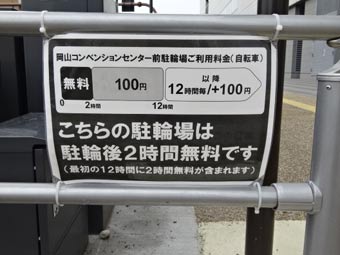 岡山コンベンションセンター前駐輪場ご利用料金(自転車)
無料 100円 以降 12時間毎/+100円
0 2時間 12時間
こちらの駐輪場は
駐輪後2時間無料です
(最初の12時間に2時間無料が含まれます)